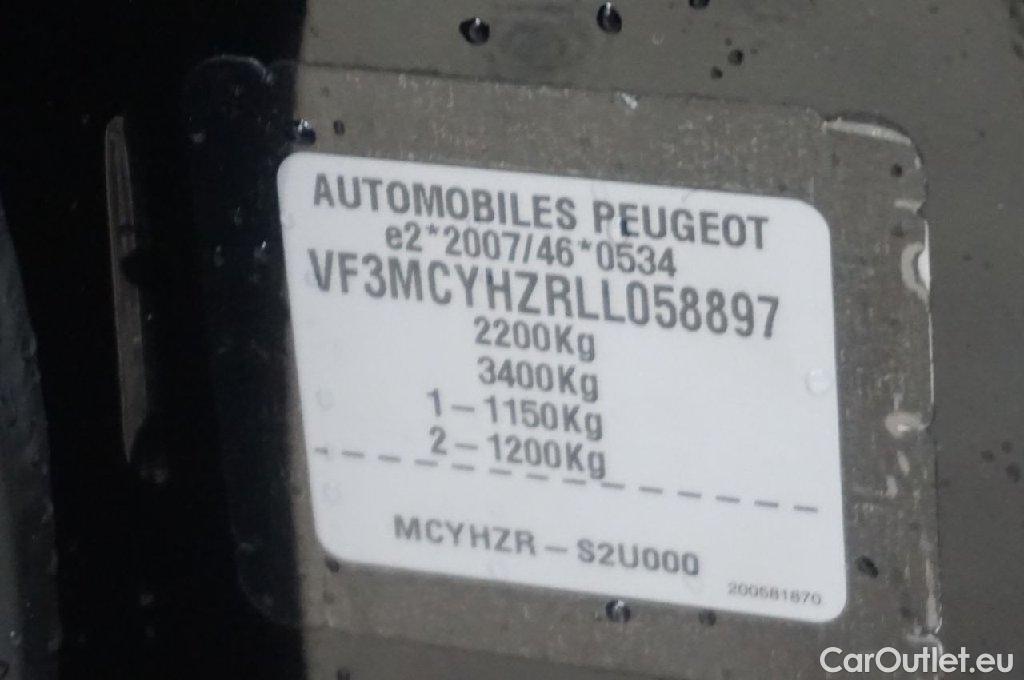 AUTOMOBILES PEUGEOT
e2*2007/46*0534
VF3MCYHZRLL058897
2200Kg
3400Kg
1-1150Kg
2-1200Kg
MCYHZR-S2U000
200581870
CarOutlet.eu